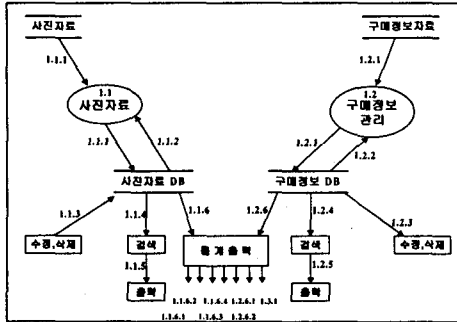 사진자료 구매정보자료
1.1.1 1.2.1
1.1 1.2
사진자료 구매정보
관리
1.1.1 1.1.2 1.2.1 1.2.2
사진자료 DB 구매정보 DB
1.1.3 1.1.4 1.1.6 1.2.6 1.2.4 1.2.3
수정,삭제 검색 통계출력 검색 수정,삭제
1.1.5 1.2.5
출력 출력
1.1.6.2 1.1.6.4 1.2.6.1 1.3.1
1.1.6.1 1.1.6.3 1.2.6.2